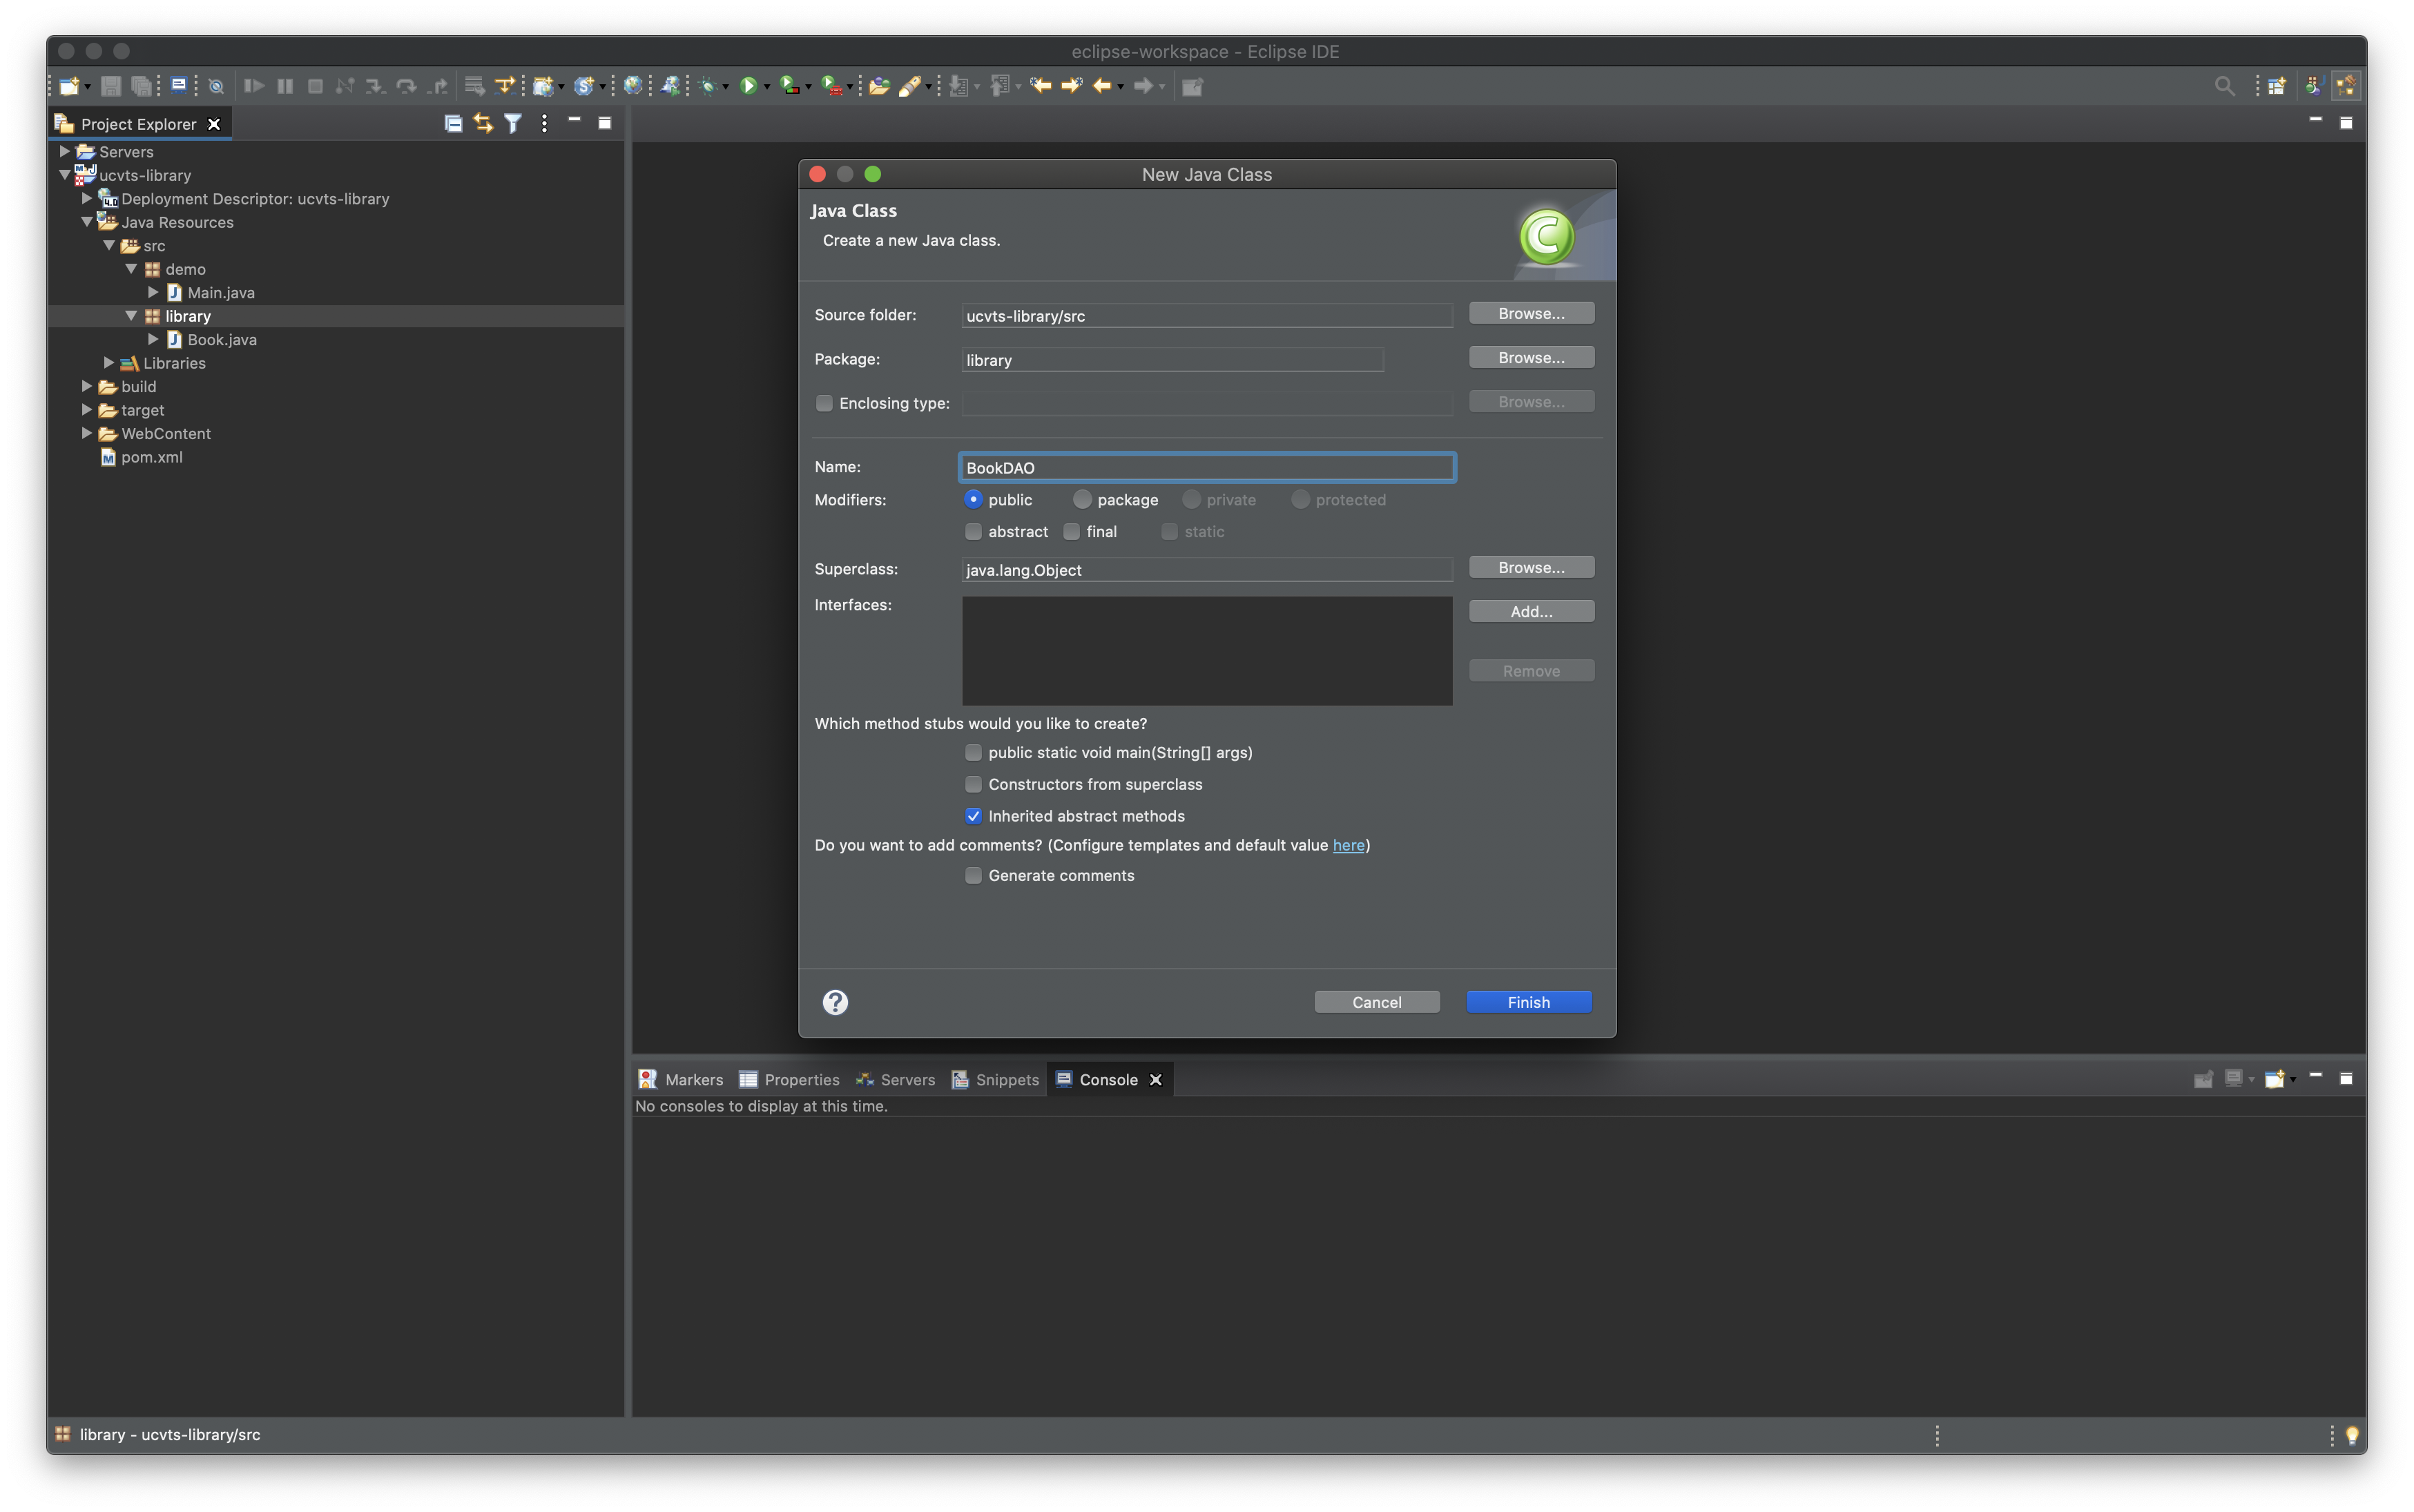 eclipse-workspace - Eclipse IDE
Project Explorer
Servers
ucvts-library
Deployment Descriptor: ucvts-library
Java Resources
src
demo
Main.java
library
Book.java
Libraries
build
target
WebContent
pom.xml
New Java Class
Java Class
Create a new Java class.
Source folder: ucvts-library/src Browse...
Package: library Browse...
Enclosing type: Browse...
Name: BookDAO
Modifiers: public package private protected
abstract final static
Superclass: java.lang.Object Browse...
Interfaces: Add...
Remove
Which method stubs would you like to create?
public static void main(String[] args)
Constructors from superclass
Inherited abstract methods
Do you want to add comments? (Configure templates and default value here)
Generate comments
? Cancel Finish
Markers Properties Servers Snippets Console
No consoles to display at this time.
library - ucvts-library/src